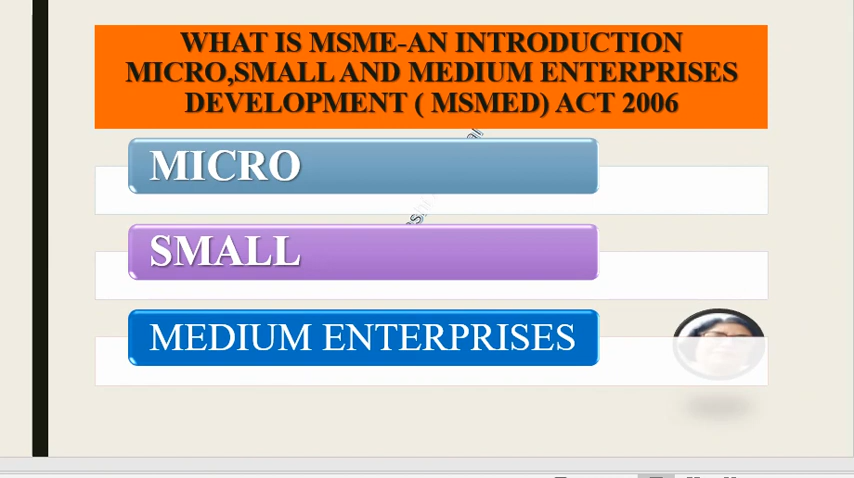 WHAT IS MSME-AN INTRODUCTION
MICRO,SMALL AND MEDIUM ENTERPRISES
DEVELOPMENT ( MSMED) ACT 2006
MICRO
SMALL
MEDIUM ENTERPRISES